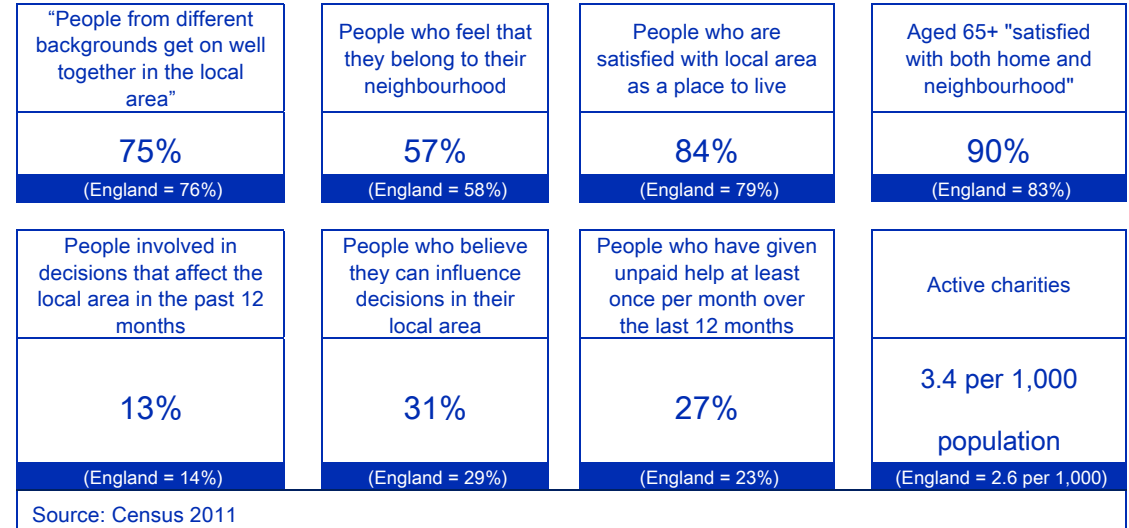 “People from different
backgrounds get on well
together in the local
area”
75%
(England = 76%)
People who feel that
they belong to their
neighbourhood
57%
(England = 58%)
People who are
satisfied with local area
as a place to live
84%
(England = 79%)
Aged 65+ "satisfied
with both home and
neighbourhood"
90%
(England = 83%)
People involved in
decisions that affect the
local area in the past 12
months
13%
(England = 14%)
People who believe
they can influence
decisions in their
local area
31%
(England = 29%)
People who have given
unpaid help at least
once per month over
the last 12 months
27%
(England = 23%)
Active charities
3.4 per 1,000
population
(England = 2.6 per 1,000)
Source: Census 2011